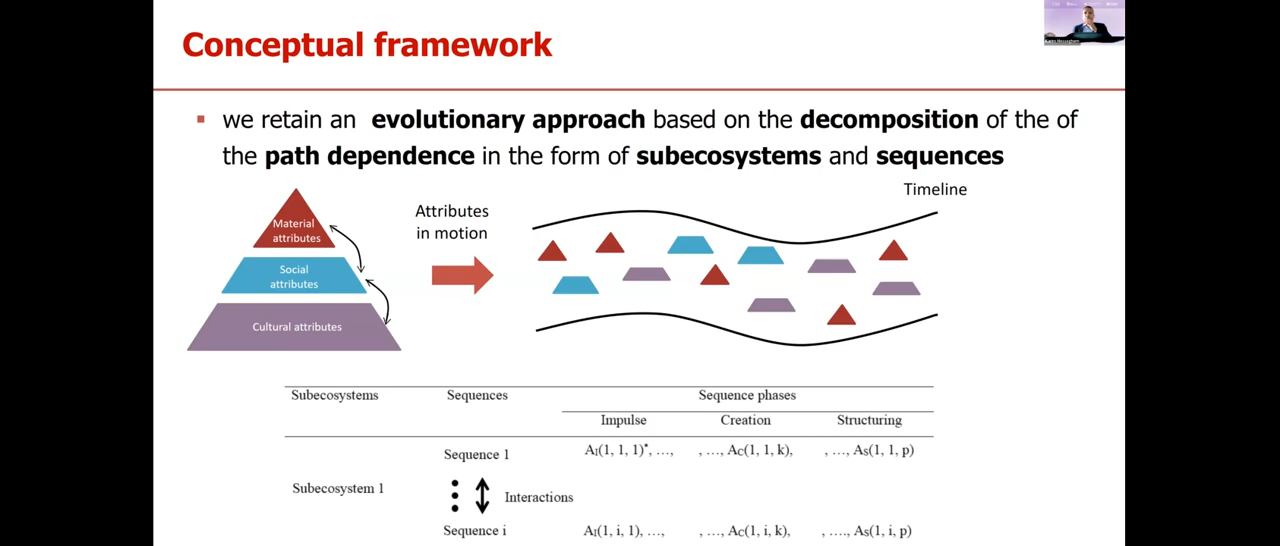 Conceptual framework
▪ we retain an evolutionary approach based on the decomposition of the of
the path dependence in the form of subecosystems and sequences
Timeline
Material
attributes
Attributes
in motion
Social
attributes
Cultural attributes
Subecosystems Sequences Sequence phases
Impulse Creation Structuring
Sequence 1 AI(1, 1, 1)*, …, , …, AC(1, 1, k), , …, AS(1, 1, p)
Subecosystem 1
Interactions
Sequence i AI(1, i, 1), …, , …, AC(1, i, k), , …., AS(1, i, p)